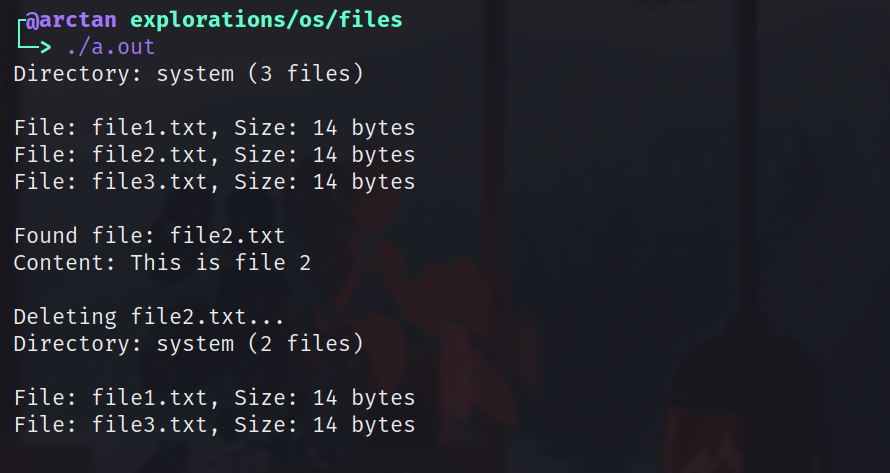 @arctan explorations/os/files
> ./a.out
Directory: system (3 files)
File: file1.txt, Size: 14 bytes
File: file2.txt, Size: 14 bytes
File: file3.txt, Size: 14 bytes
Found file: file2.txt
Content: This is file 2
Deleting file2.txt...
Directory: system (2 files)
File: file1.txt, Size: 14 bytes
File: file3.txt, Size: 14 bytes